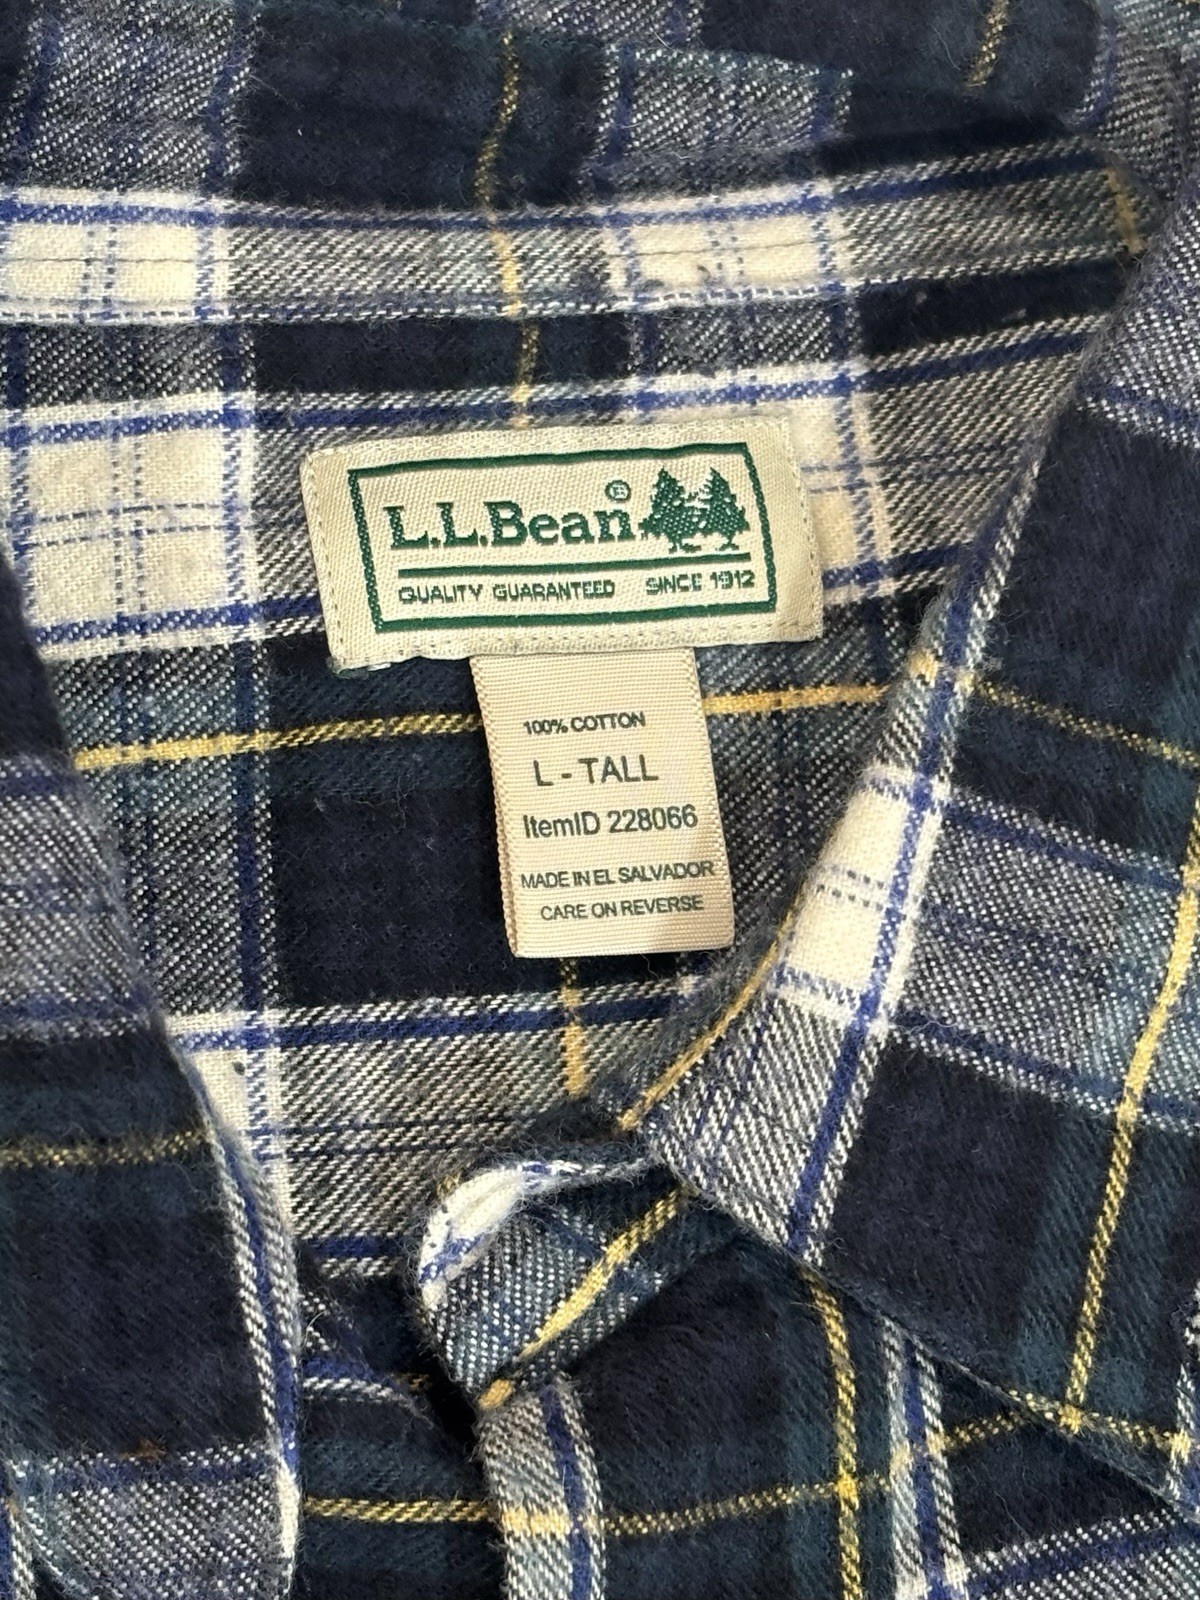 L.L.Bean®
QUALITY GUARANTEED SINCE 1912
100% COTTON
L - TALL
ItemID 228066
MADE IN EL SALVADOR
CARE ON REVERSE